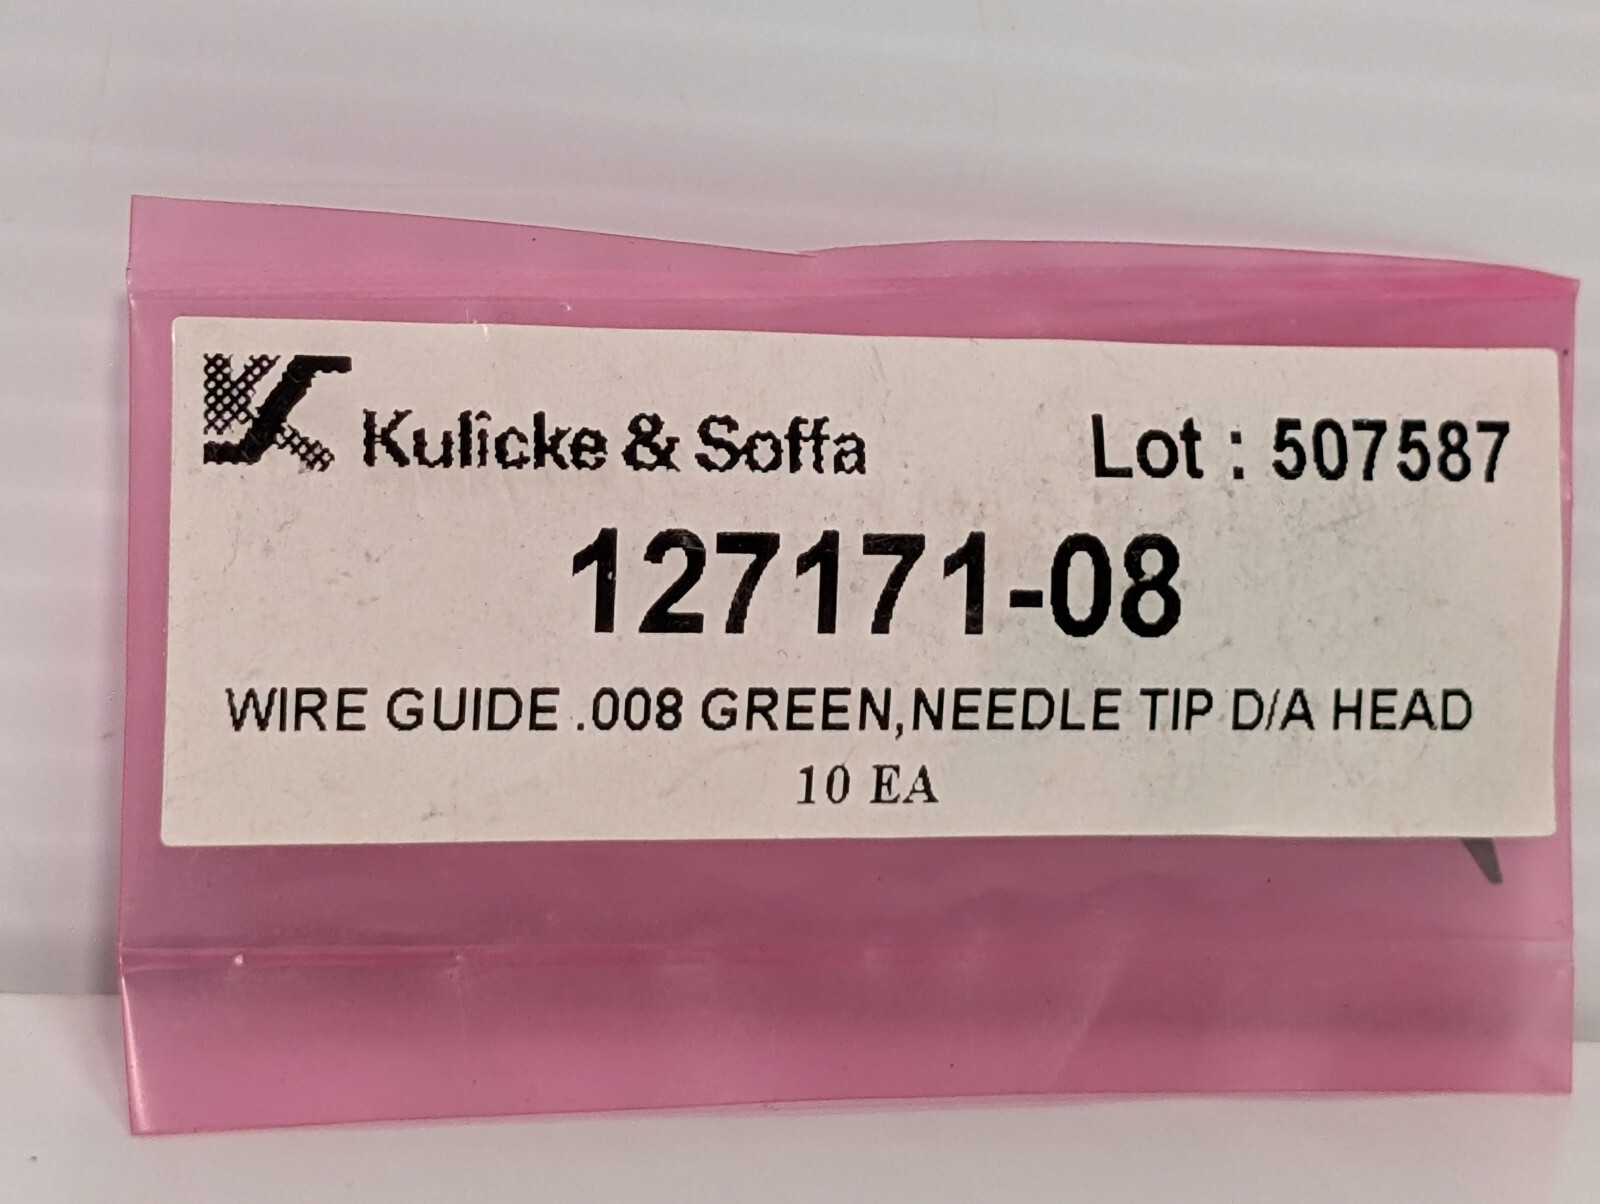 Kulicke & Soffa Lot : 507587
127171-08
WIRE GUIDE .008 GREEN,NEEDLE TIP D/A HEAD
10 EA